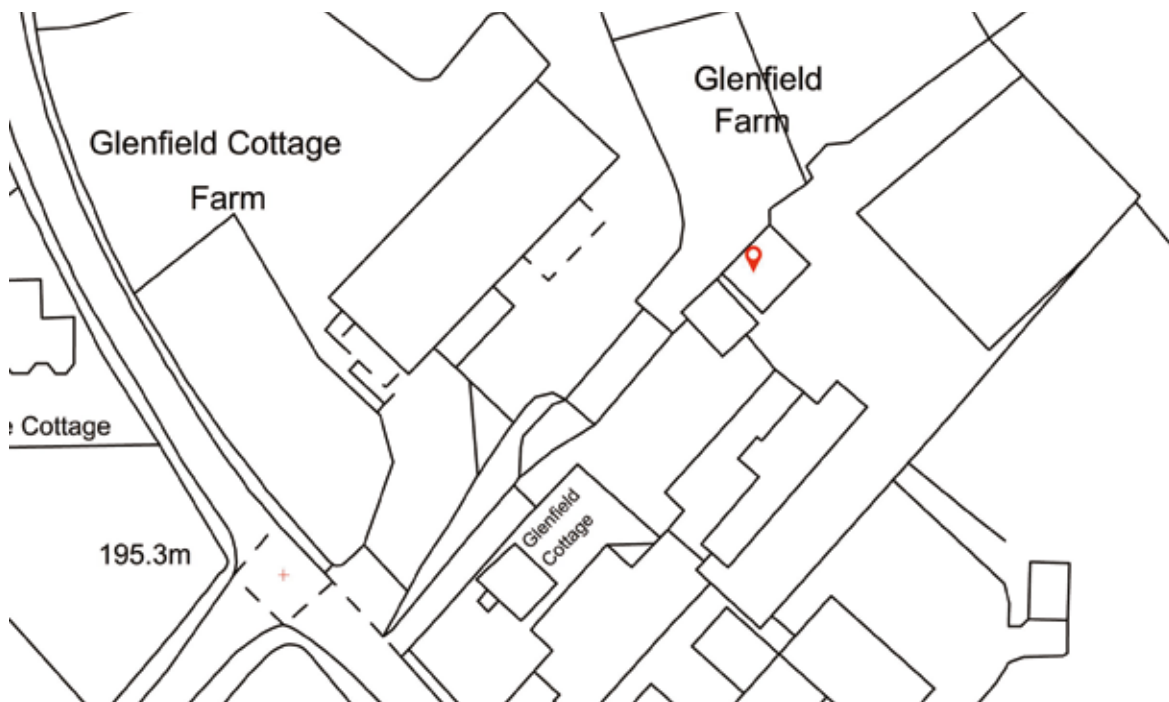 Glenfield
Farm
Glenfield Cottage
Farm
Cottage
195.3m
Glenfield
Cottage